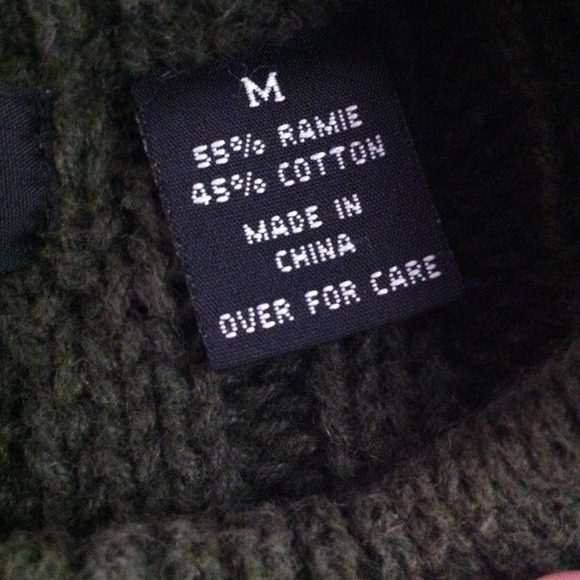 M
55% RAMIE
45% COTTON
MADE IN
CHINA
OVER FOR CARE